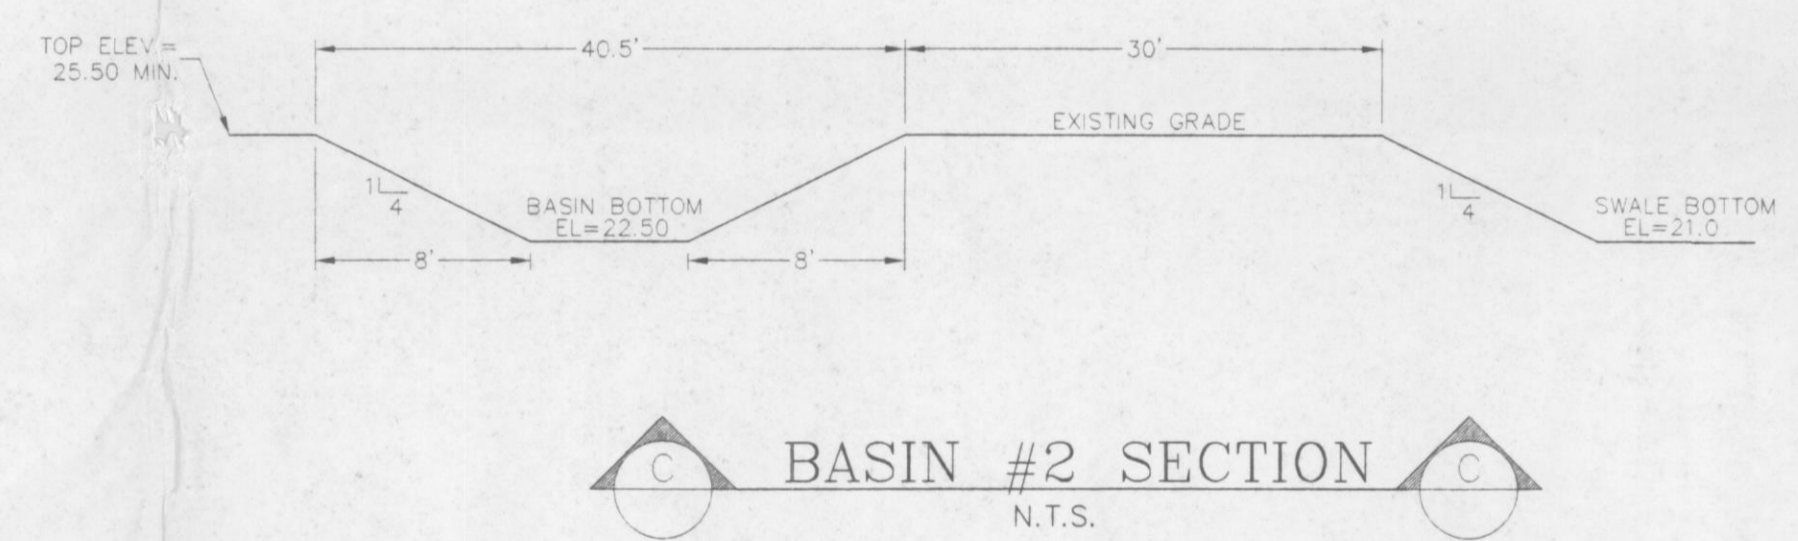 TOP ELEV.=
25.50 MIN.
40.5'
30'
EXISTING GRADE
1
4
BASIN BOTTOM
EL=22.50
8'
8'
1
4
SWALE BOTTOM
EL=21.0
C
BASIN #2 SECTION
C
N.T.S.